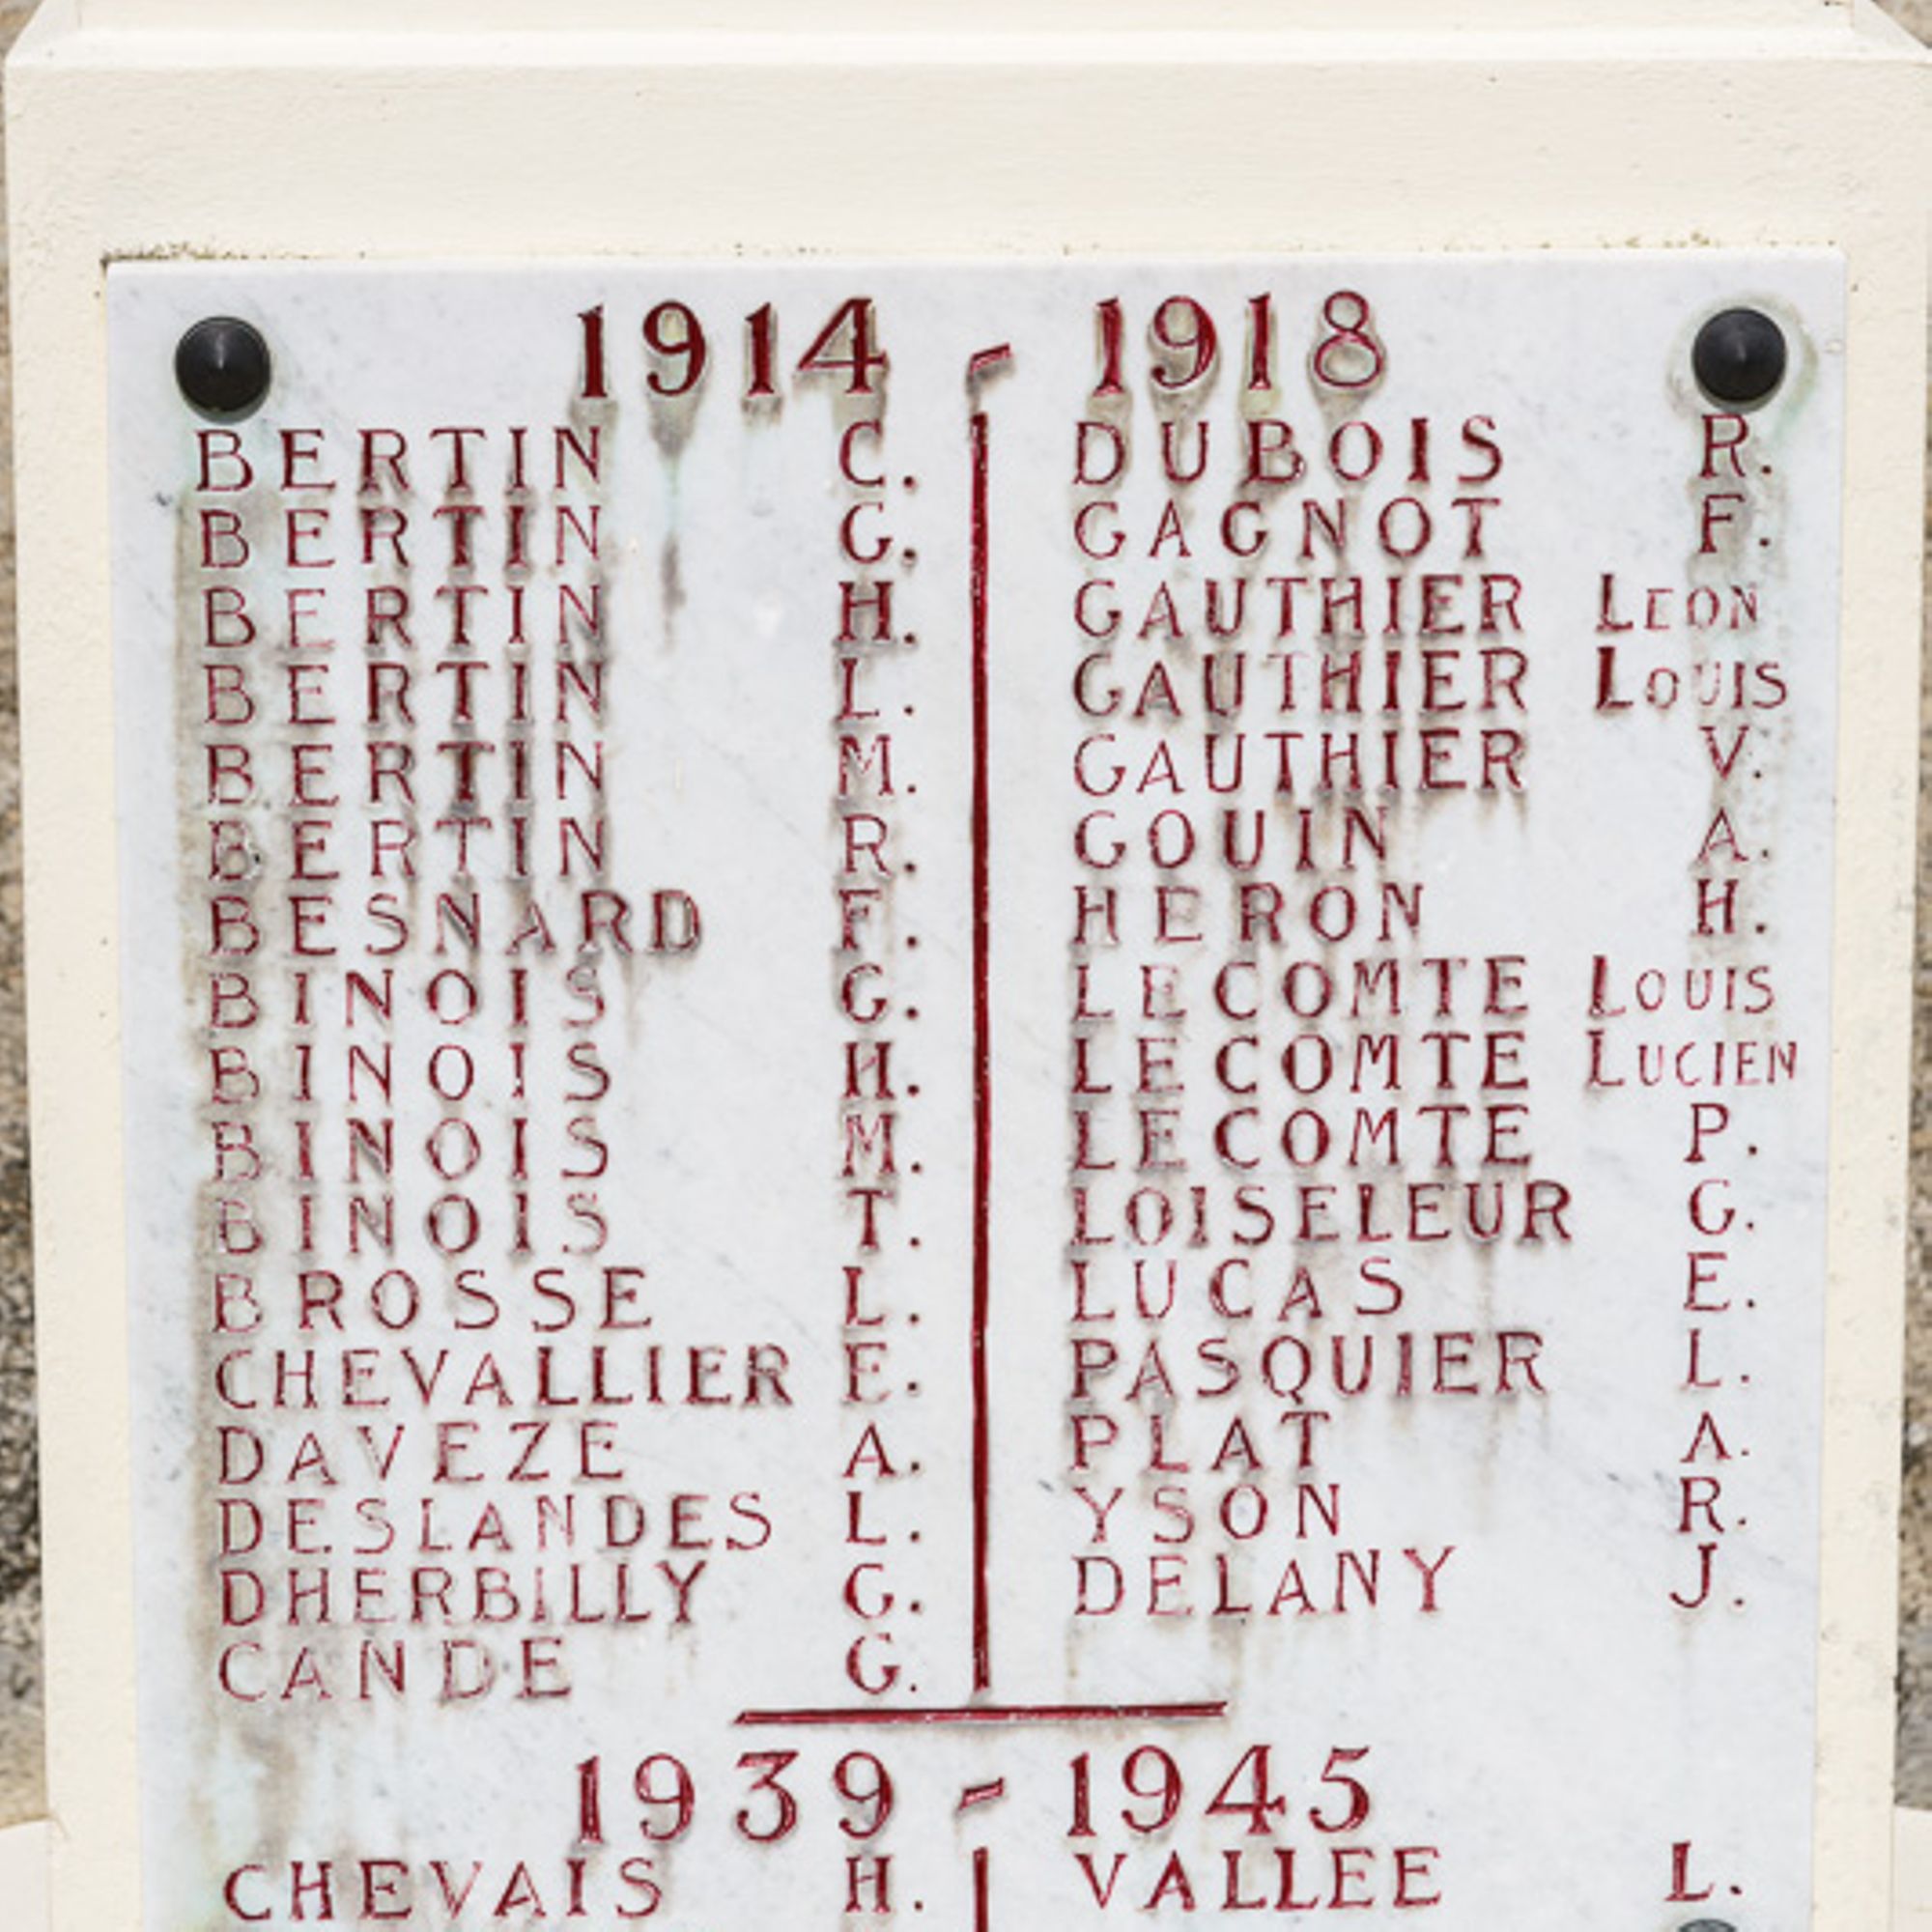 1914 - 1918
BERTIN C.
BERTIN G.
BERTIN H.
BERTIN L.
BERTIN M.
BERTIN R.
BESNARD F.
BINOIS G.
BINOIS H.
BINOIS M.
BINOIS T.
BROSSE L.
CHEVALLIER E.
DAVEZE A.
DESLANDES L.
DHERBILLY G.
CANDE G.
DUBOIS R.
GAGNOT F.
GAUTHIER LEON
GAUTHIER LOUIS
GAUTHIER V.
GOUIN A.
HERON H.
LECOMTE LOUIS
LECOMTE LUCIEN
LECOMTE P.
LOISELEUR G.
LUCAS E.
PASQUIER L.
PLAT A.
YSON R.
DELANY J.
1939 - 1945
CHEVAIS H.
VALLEE L.